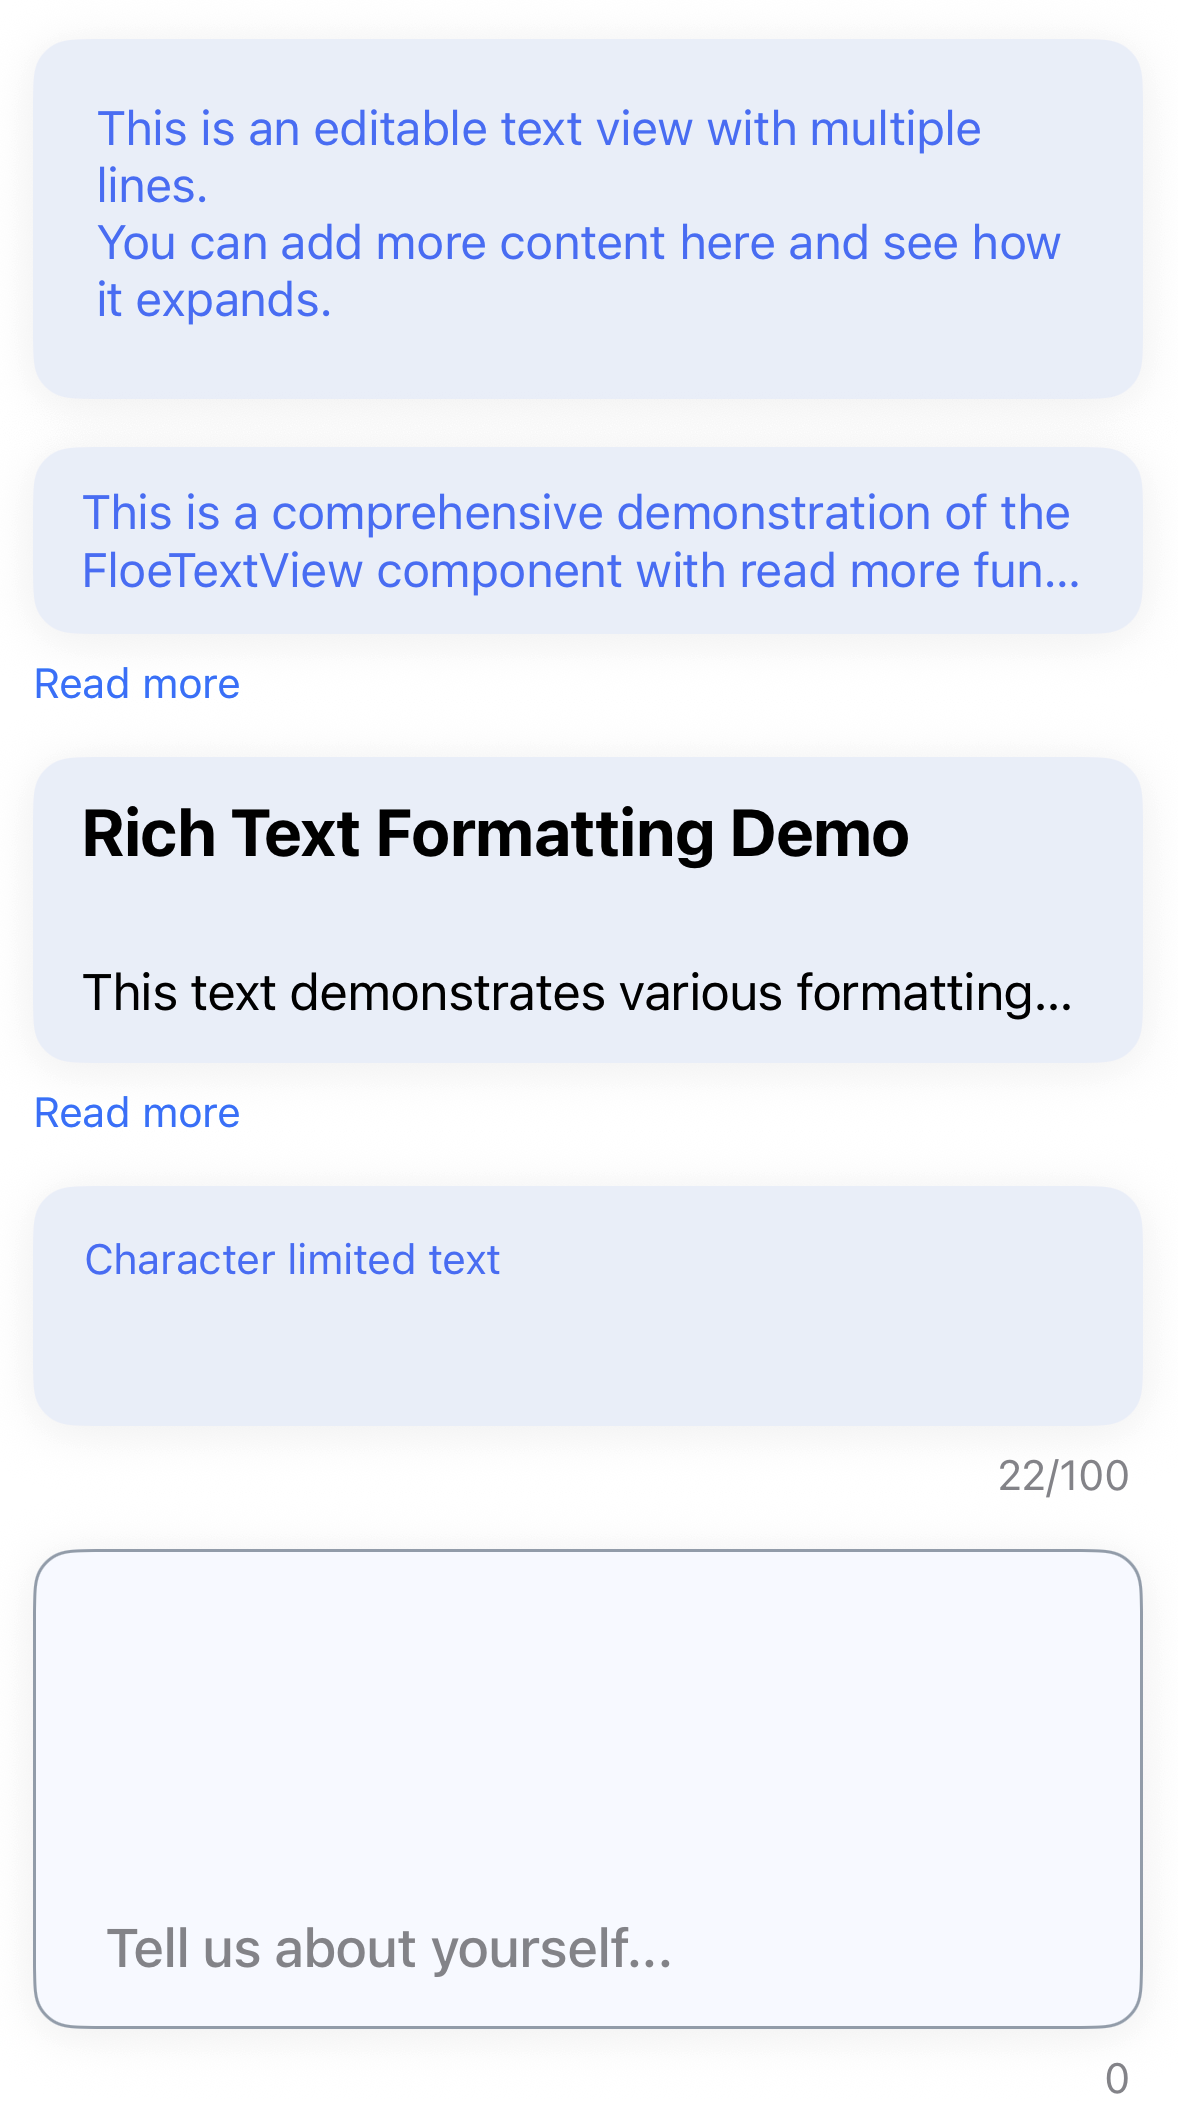 This is an editable text view with multiple
lines.
You can add more content here and see how
it expands.
This is a comprehensive demonstration of the
FloeTextView component with read more fun...
Read more
Rich Text Formatting Demo
This text demonstrates various formatting...
Read more
Character limited text
22/100
Tell us about yourself...
0